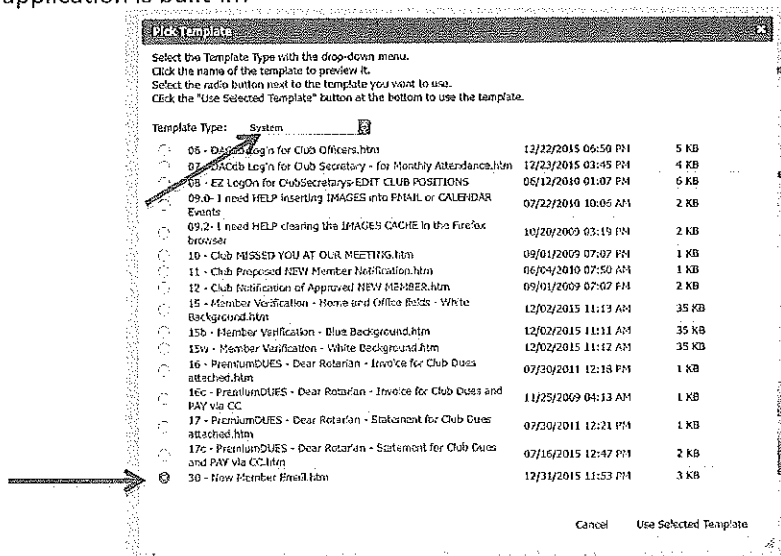 application is built in.
Pick Template
Select the Template Type with the drop-down menu.
Click the name of the template to preview it.
Select the radio button next to the template you want to use.
Click the "Use Selected Template" button at the bottom to use the template.
Template Type: System
06 - Log'n for Club Officers.htm 12/22/2015 06:50 PM 5 KB
07 - DACdb Log'n for Club Secretary - for Monthly Attendance.htm 12/23/2015 03:45 PM 4 KB
08 - EZ LogOn for ClubSecretarys-EDIT CLUB POSITIONS 06/12/2010 01:07 PM 6 KB
09.0- I need HELP inserting IMAGES into PMAIL or CALENDAR
Events 07/22/2010 10:06 AM 2 KB
09.2- I need HELP clearing the IMAGES CACHE in the Firefox
browser 10/20/2009 03:19 PM 2 KB
10 - Club MISSED YOU AT OUR MEETING.htm 09/01/2009 07:07 PM 1 KB
11 - Club Proposed NEW Member Notification.htm 06/04/2010 07:50 AM 1 KB
12 - Club Notification of Approved NEW MEMBER.htm 09/01/2009 07:07 PM 2 KB
15 - Member Verification - Home and Office fields - White
Background.htm 12/02/2015 11:13 AM 35 KB
15b - Member Verification - Blue Background.htm 12/02/2015 11:11 AM 35 KB
15w - Member Verification - White Background.htm 12/02/2015 11:12 AM 35 KB
16 - PremiumDUES - Dear Rotarian - Invoice for Club Dues
attached.htm 07/30/2011 12:18 PM 1 KB
16c - PremiumDUES - Dear Rotarian - Invoice for Club Dues and
PAY via CC 11/25/2009 04:13 AM 1 KB
17 - PremiumDUES - Dear Rotarian - Statement for Club Dues
attached.htm 07/30/2011 12:21 PM 1 KB
17c - PremiumDUES - Dear Rotarian - Statement for Club Dues
and PAY via CC.htm 07/16/2015 12:47 PM 2 KB
30 - New Member Email.htm 12/31/2015 11:53 PM 3 KB
Cancel Use Selected Template